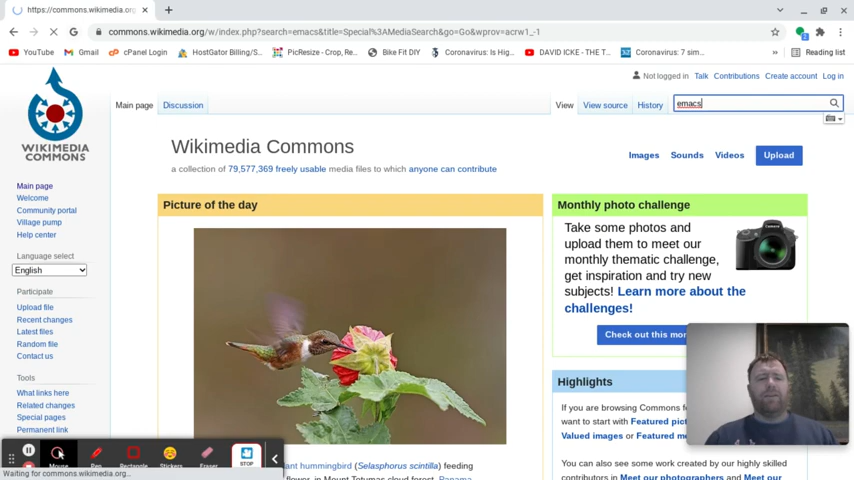 https://commons.wikimedia.org
commons.wikimedia.org/w/index.php?search=emacs&title=Special%3AMediaSearch&go=Go&wprov=acrw1_-1
YouTube Gmail cPanel Login HostGator Billing/S... PicResize - Crop, Re... Bike Fit DIY Coronavirus: Is Hig... DAVID ICKE - THE T... Coronavirus: 7 sim... » Reading list
Not logged in Talk Contributions Create account Log in
Main page Discussion View View source History emacs
WIKIMEDIA
COMMONS
Wikimedia Commons
a collection of 79,577,369 freely usable media files to which anyone can contribute
Images Sounds Videos Upload
Main page
Welcome
Community portal
Village pump
Help center
Language select
English
Participate
Upload file
Recent changes
Latest files
Random file
Contact us
Tools
What links here
Related changes
Special pages
Permanent link
Picture of the day
ant hummingbird (Selasphorus scintilla) feeding
flower, in Mount Totumas cloud forest, Panama
Monthly photo challenge
Take some photos and
upload them to meet our
monthly thematic challenge,
get inspiration and try new
subjects! Learn more about the
challenges!
Check out this mon
Highlights
If you are browsing Commons f
want to start with Featured pict
Valued images or Featured me
You can also see some work created by our highly skilled
contributors in Meet our photographers and Meet our
Mouse Pen Rectangle Stickers Eraser STOP
Waiting for commons.wikimedia.org...